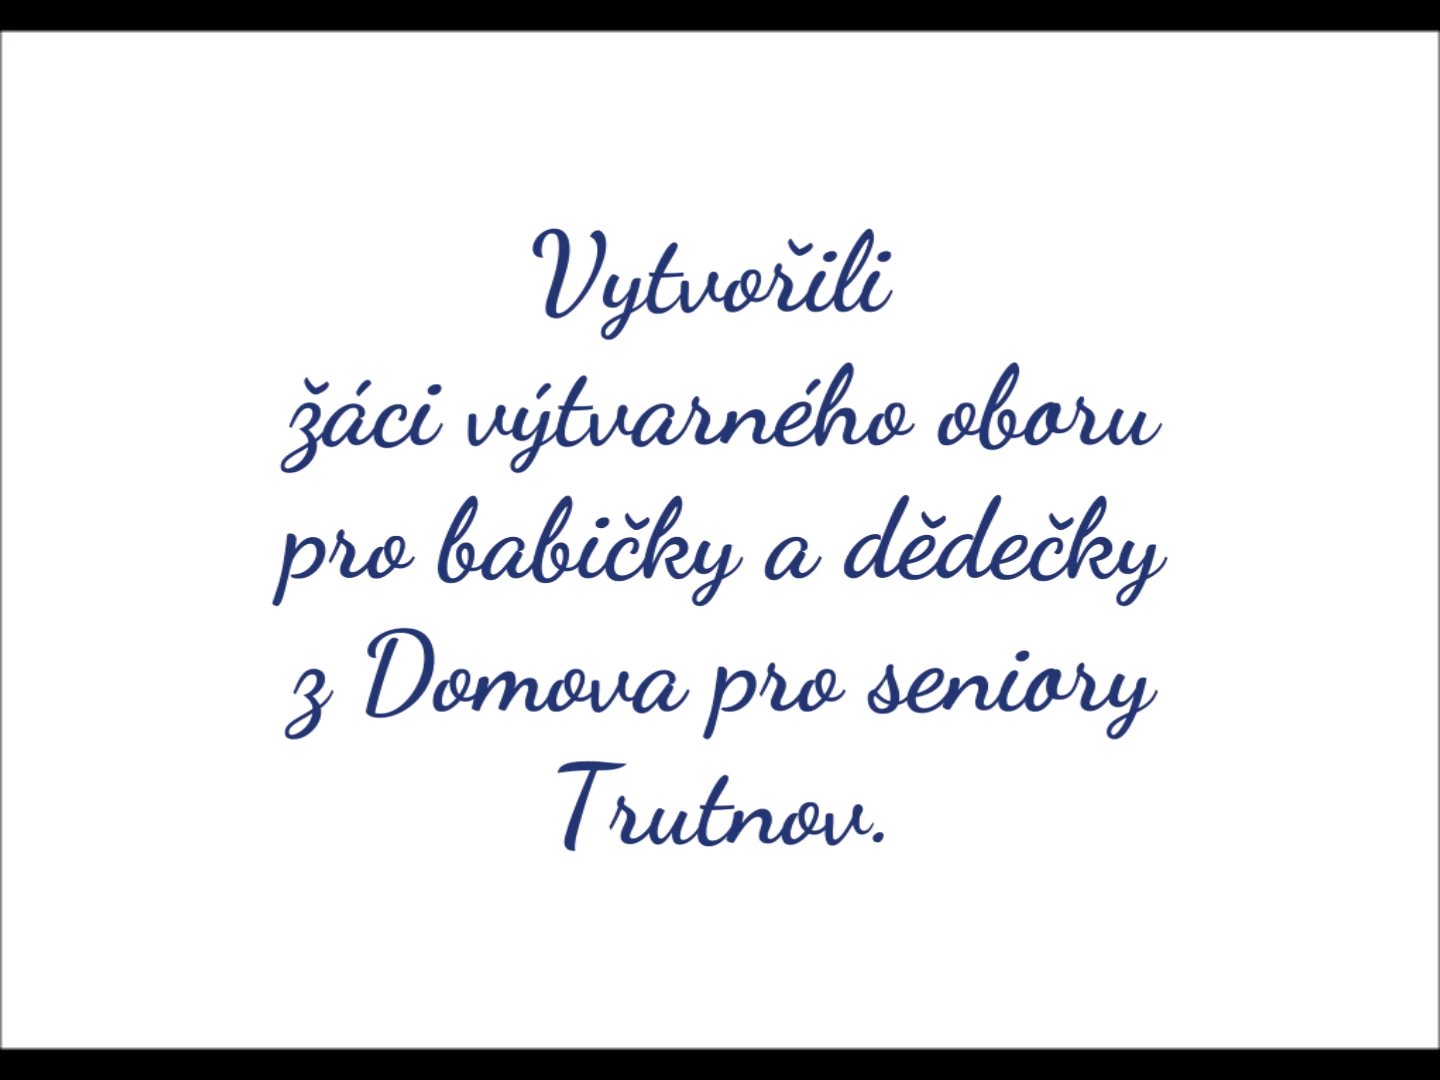 Vytvořili
žáci výtvarného oboru
pro babičky a dědečky
z Domova pro seniory
Trutnov.